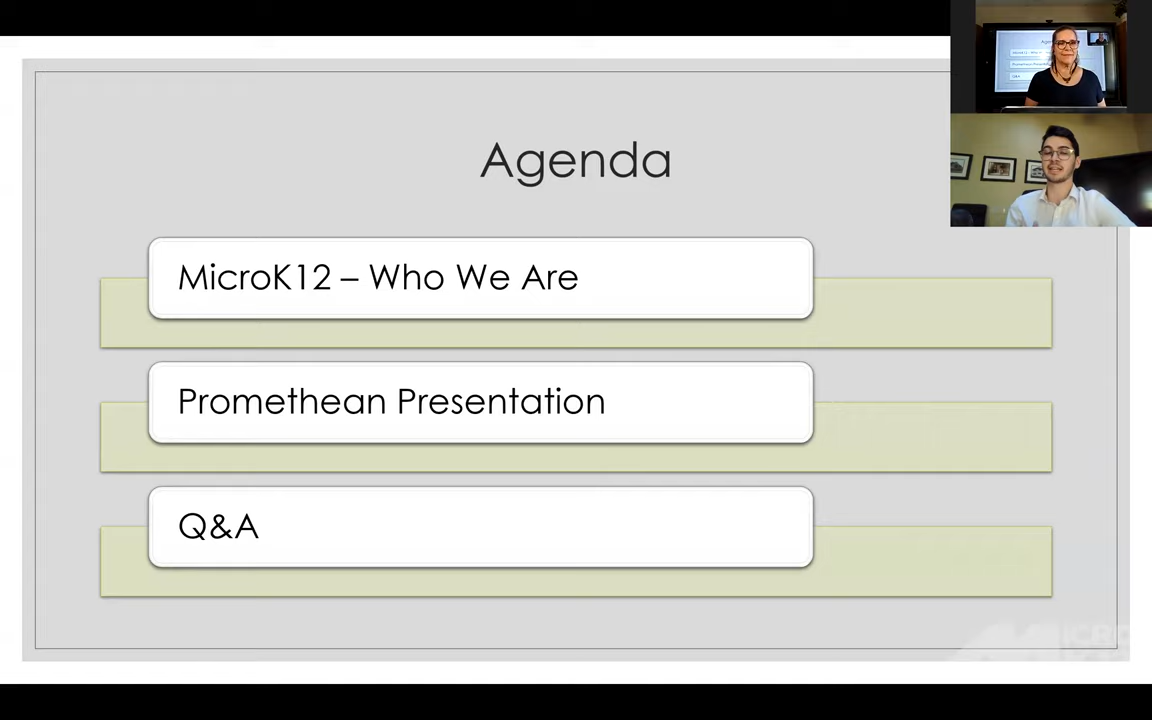 Agenda
MicroK12 – Who We Are
Promethean Presentation
Q&A